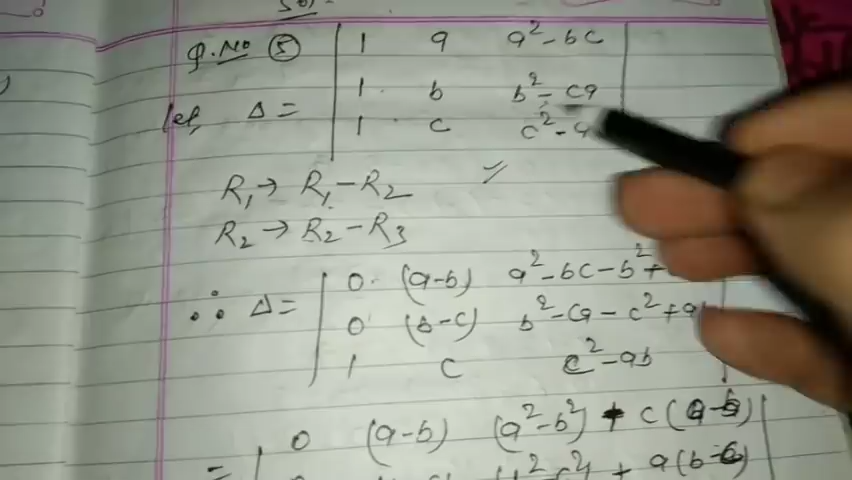 Q.No (5) | 1 a a²-bc |
let, Δ = | 1 b b²-ca |
| 1 c c²-a
R₁ → R₁-R₂ =
R₂ → R₂-R₃
∴ Δ = | 0 (a-b) a²-bc-b²+
| 0 (b-c) b²-ca-c²+a
| 1 c c²-ab |
= | 0 (a-b) (a²-b²)+c(a-b) |
+a(b-c)